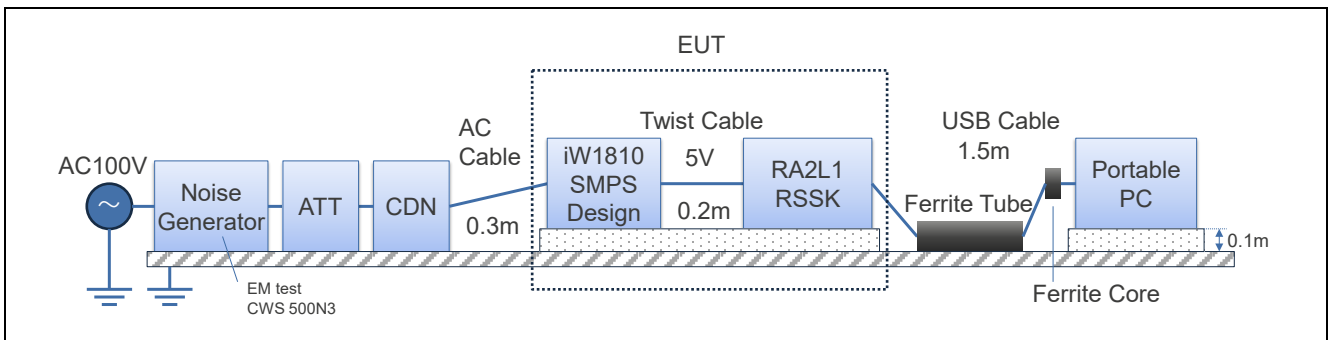 EUT
AC100V
~
Noise
Generator
ATT
CDN
AC
Cable
0.3m
iW1810
SMPS
Design
Twist Cable
5V
0.2m
RA2L1
RSSK
Ferrite Tube
USB Cable
1.5m
Portable
PC
0.1m
EM test
CWS 500N3
Ferrite Core